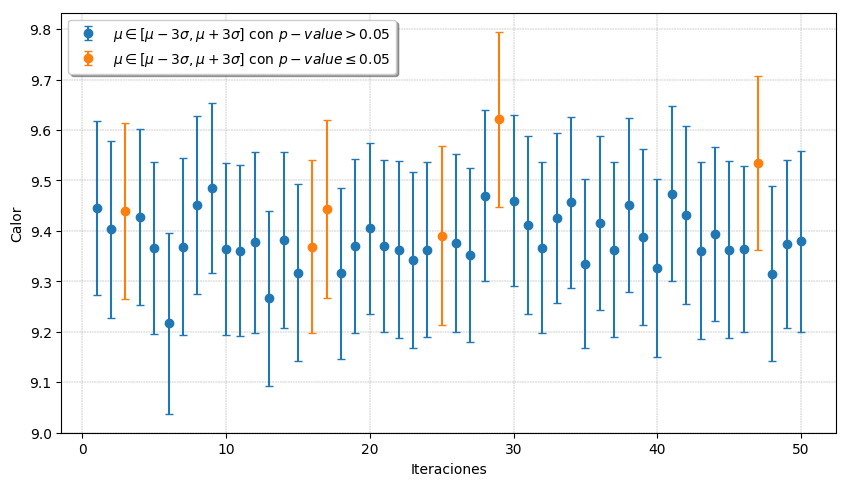 μ ∈ [μ − 3σ, μ + 3σ] con p − value > 0.05
μ ∈ [μ − 3σ, μ + 3σ] con p − value ≤ 0.05
9.8
9.7
9.6
9.5
9.4
9.3
9.2
9.1
9.0
Calor
0 10 20 30 40 50
Iteraciones